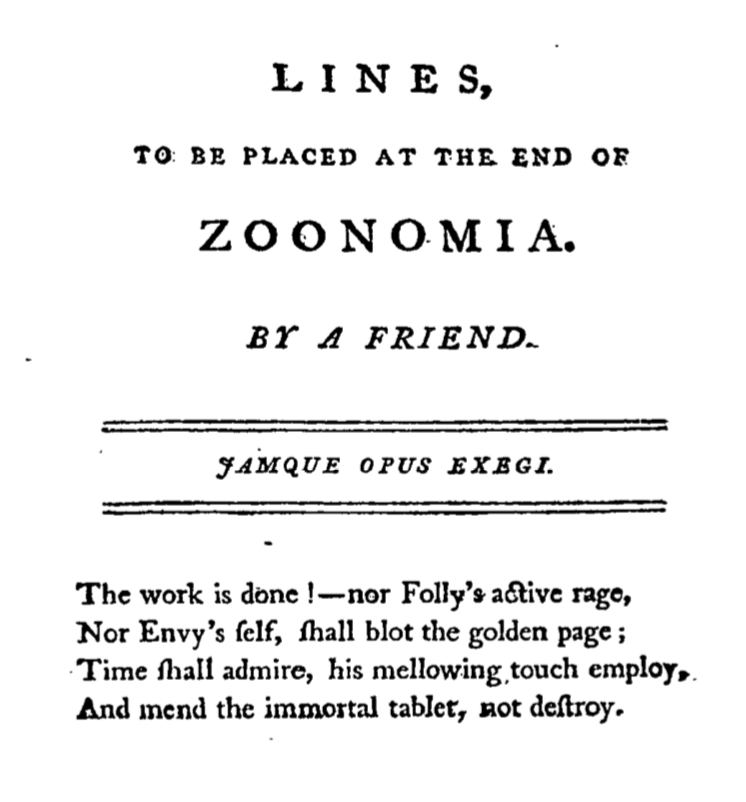 LINES,
TO BE PLACED AT THE END OF
ZOONOMIA.
BY A FRIEND.
JAMQUE OPUS EXEGI.
The work is done!—nor Folly's active rage,
Nor Envy's ſelf, ſhall blot the golden page;
Time ſhall admire, his mellowing touch employ,
And mend the immortal tablet, not deſtroy.